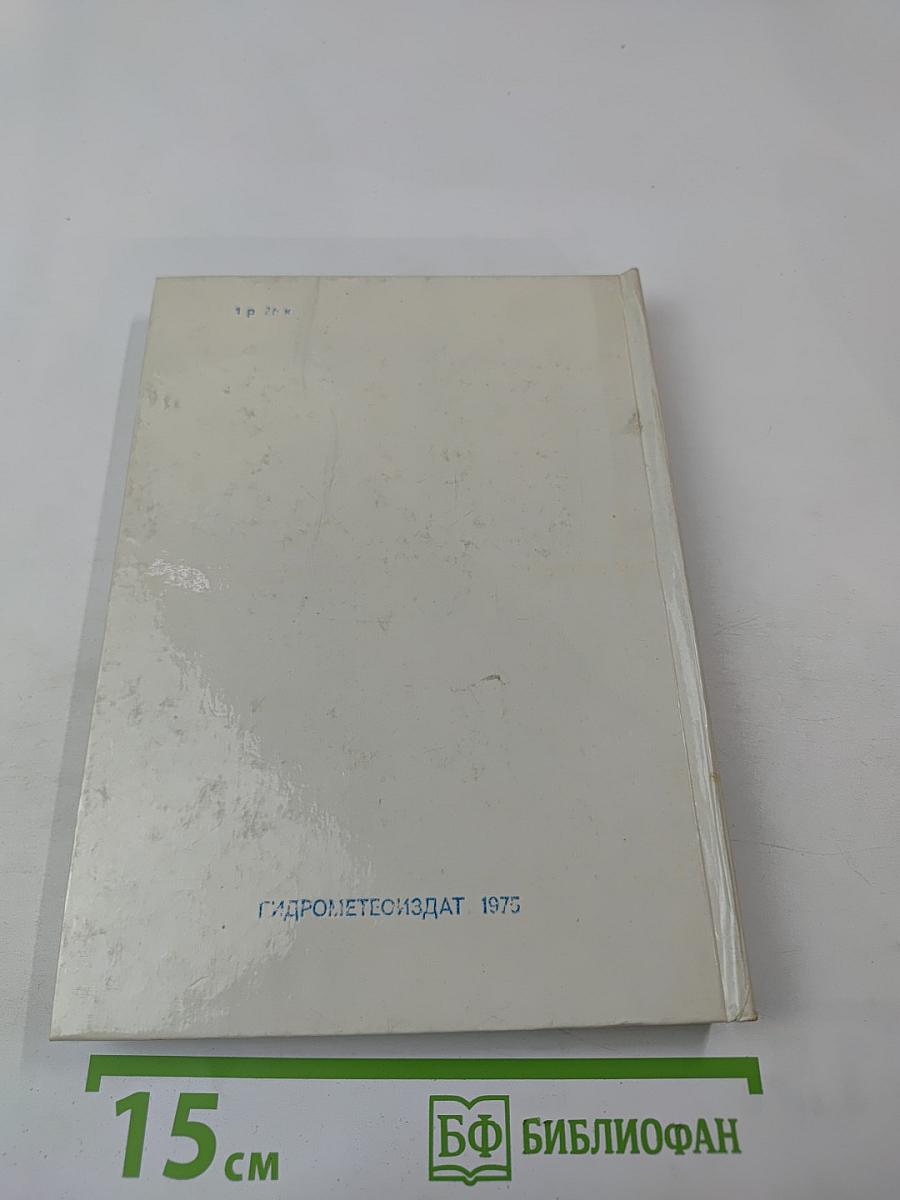 1 р 26 к
ГИДРОМЕТЕОИЗДАТ 1975
15 см
БФ БИБЛИОФАН